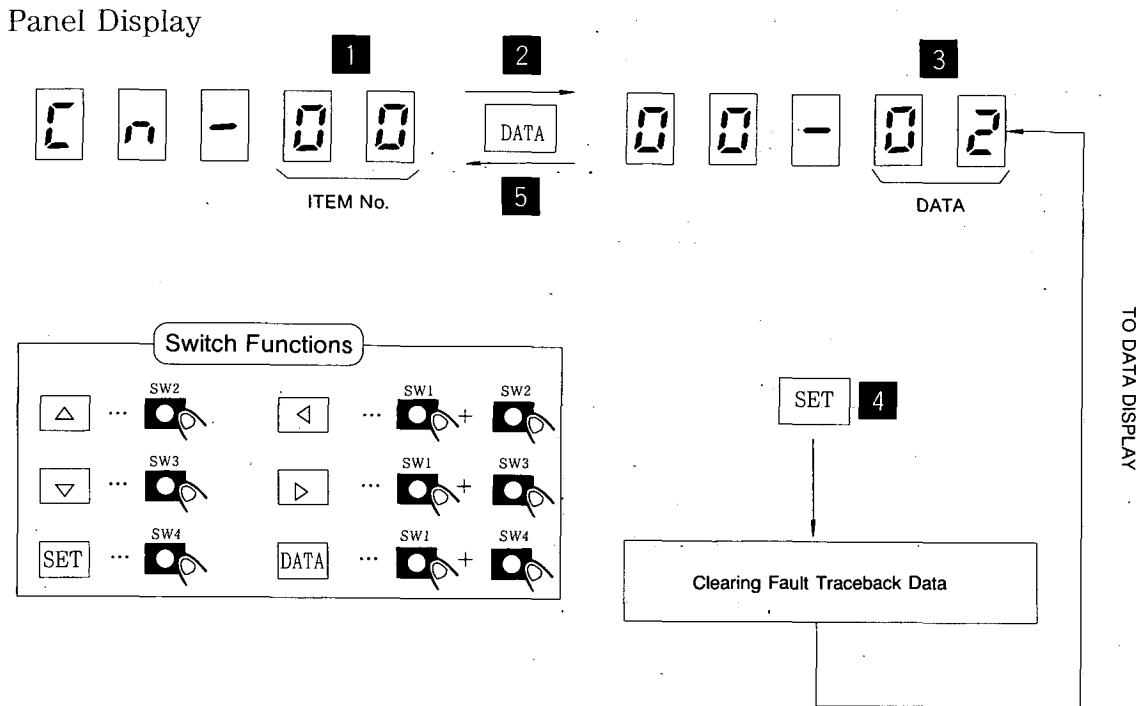 Panel Display
1 2 3
Cn-00 DATA 00-02
5
ITEM No. DATA
Switch Functions
△ ... SW2 ◁ ... SW1 + SW2
▽ ... SW3 ▷ ... SW1 + SW3
SET ... SW4 DATA ... SW1 + SW4
SET 4
Clearing Fault Traceback Data
TO DATA DISPLAY